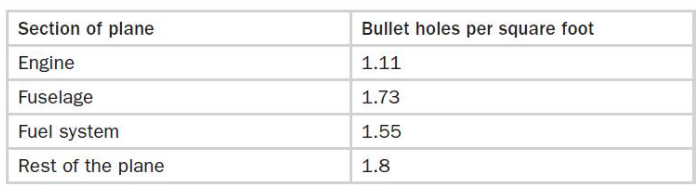 Section of plane Bullet holes per square foot
Engine 1.11
Fuselage 1.73
Fuel system 1.55
Rest of the plane 1.8